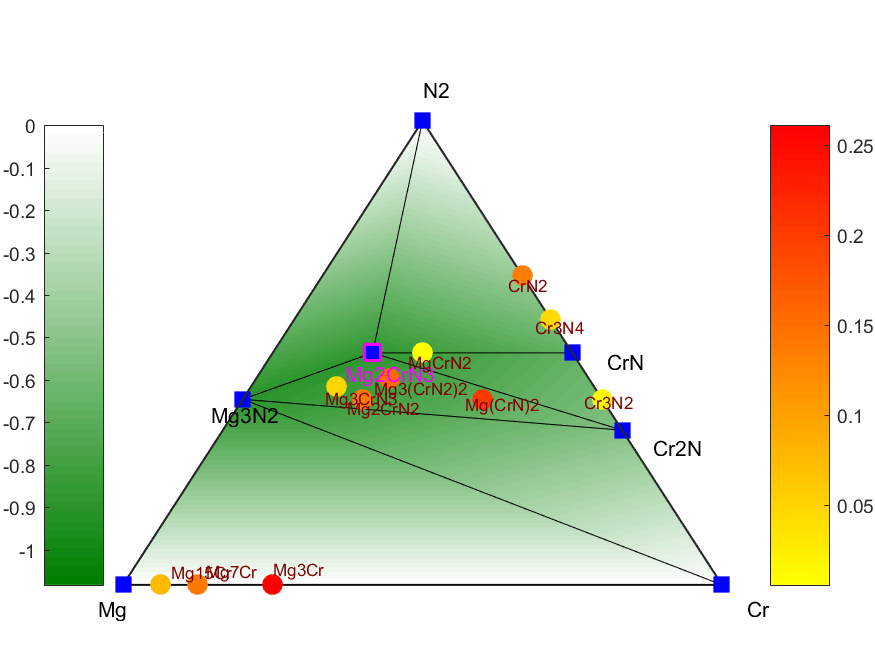 N2
0
-0.1
-0.2
-0.3
-0.4
-0.5
-0.6
-0.7
-0.8
-0.9
-1
0.25
0.2
0.15
0.1
0.05
CrN2
Cr3N4
CrN
MgCrN2
Mg2CrN3
Mg3(CrN2)2
Mg3CrN3
Mg2CrN2
Mg(CrN)2
Cr3N2
Mg3N2
Cr2N
Mg15Cr
Mg7Cr
Mg3Cr
Mg
Cr